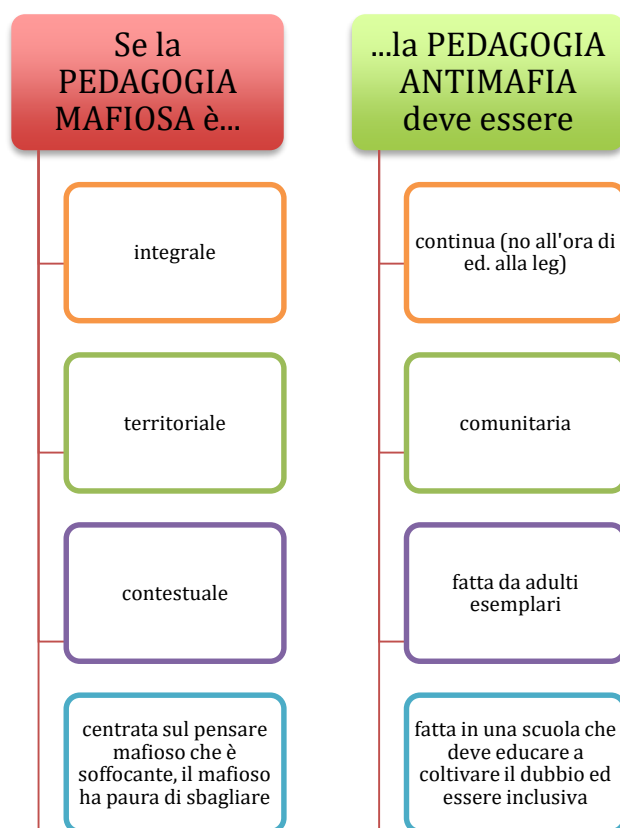 Se la
PEDAGOGIA
MAFIOSA è...
integrale
territoriale
contestuale
centrata sul pensare
mafioso che è
soffocante, il mafioso
ha paura di sbagliare
...la PEDAGOGIA
ANTIMAFIA
deve essere
continua (no all'ora di
ed. alla leg)
comunitaria
fatta da adulti
esemplari
fatta in una scuola che
deve educare a
coltivare il dubbio ed
essere inclusiva